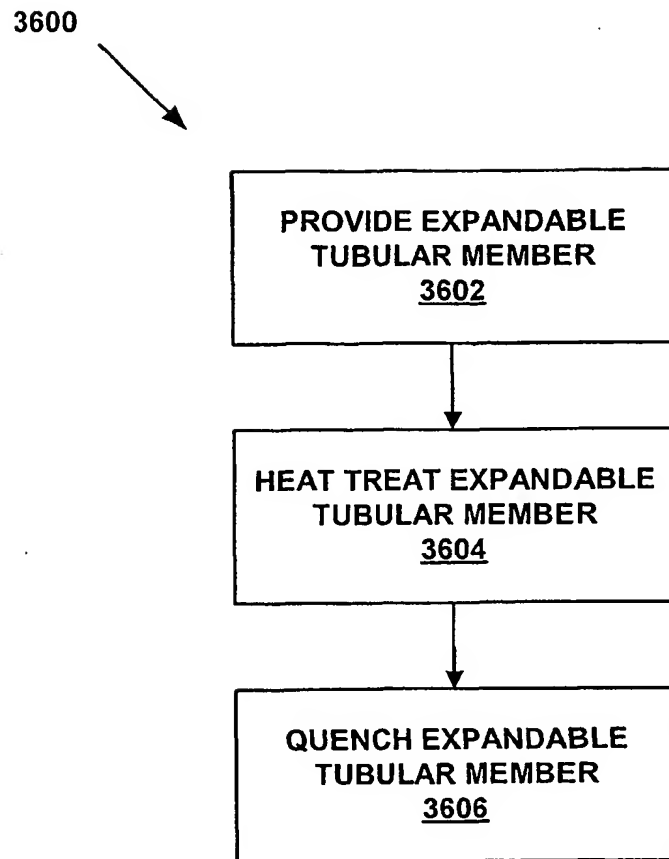 3600
PROVIDE EXPANDABLE
TUBULAR MEMBER
3602
HEAT TREAT EXPANDABLE
TUBULAR MEMBER
3604
QUENCH EXPANDABLE
TUBULAR MEMBER
3606